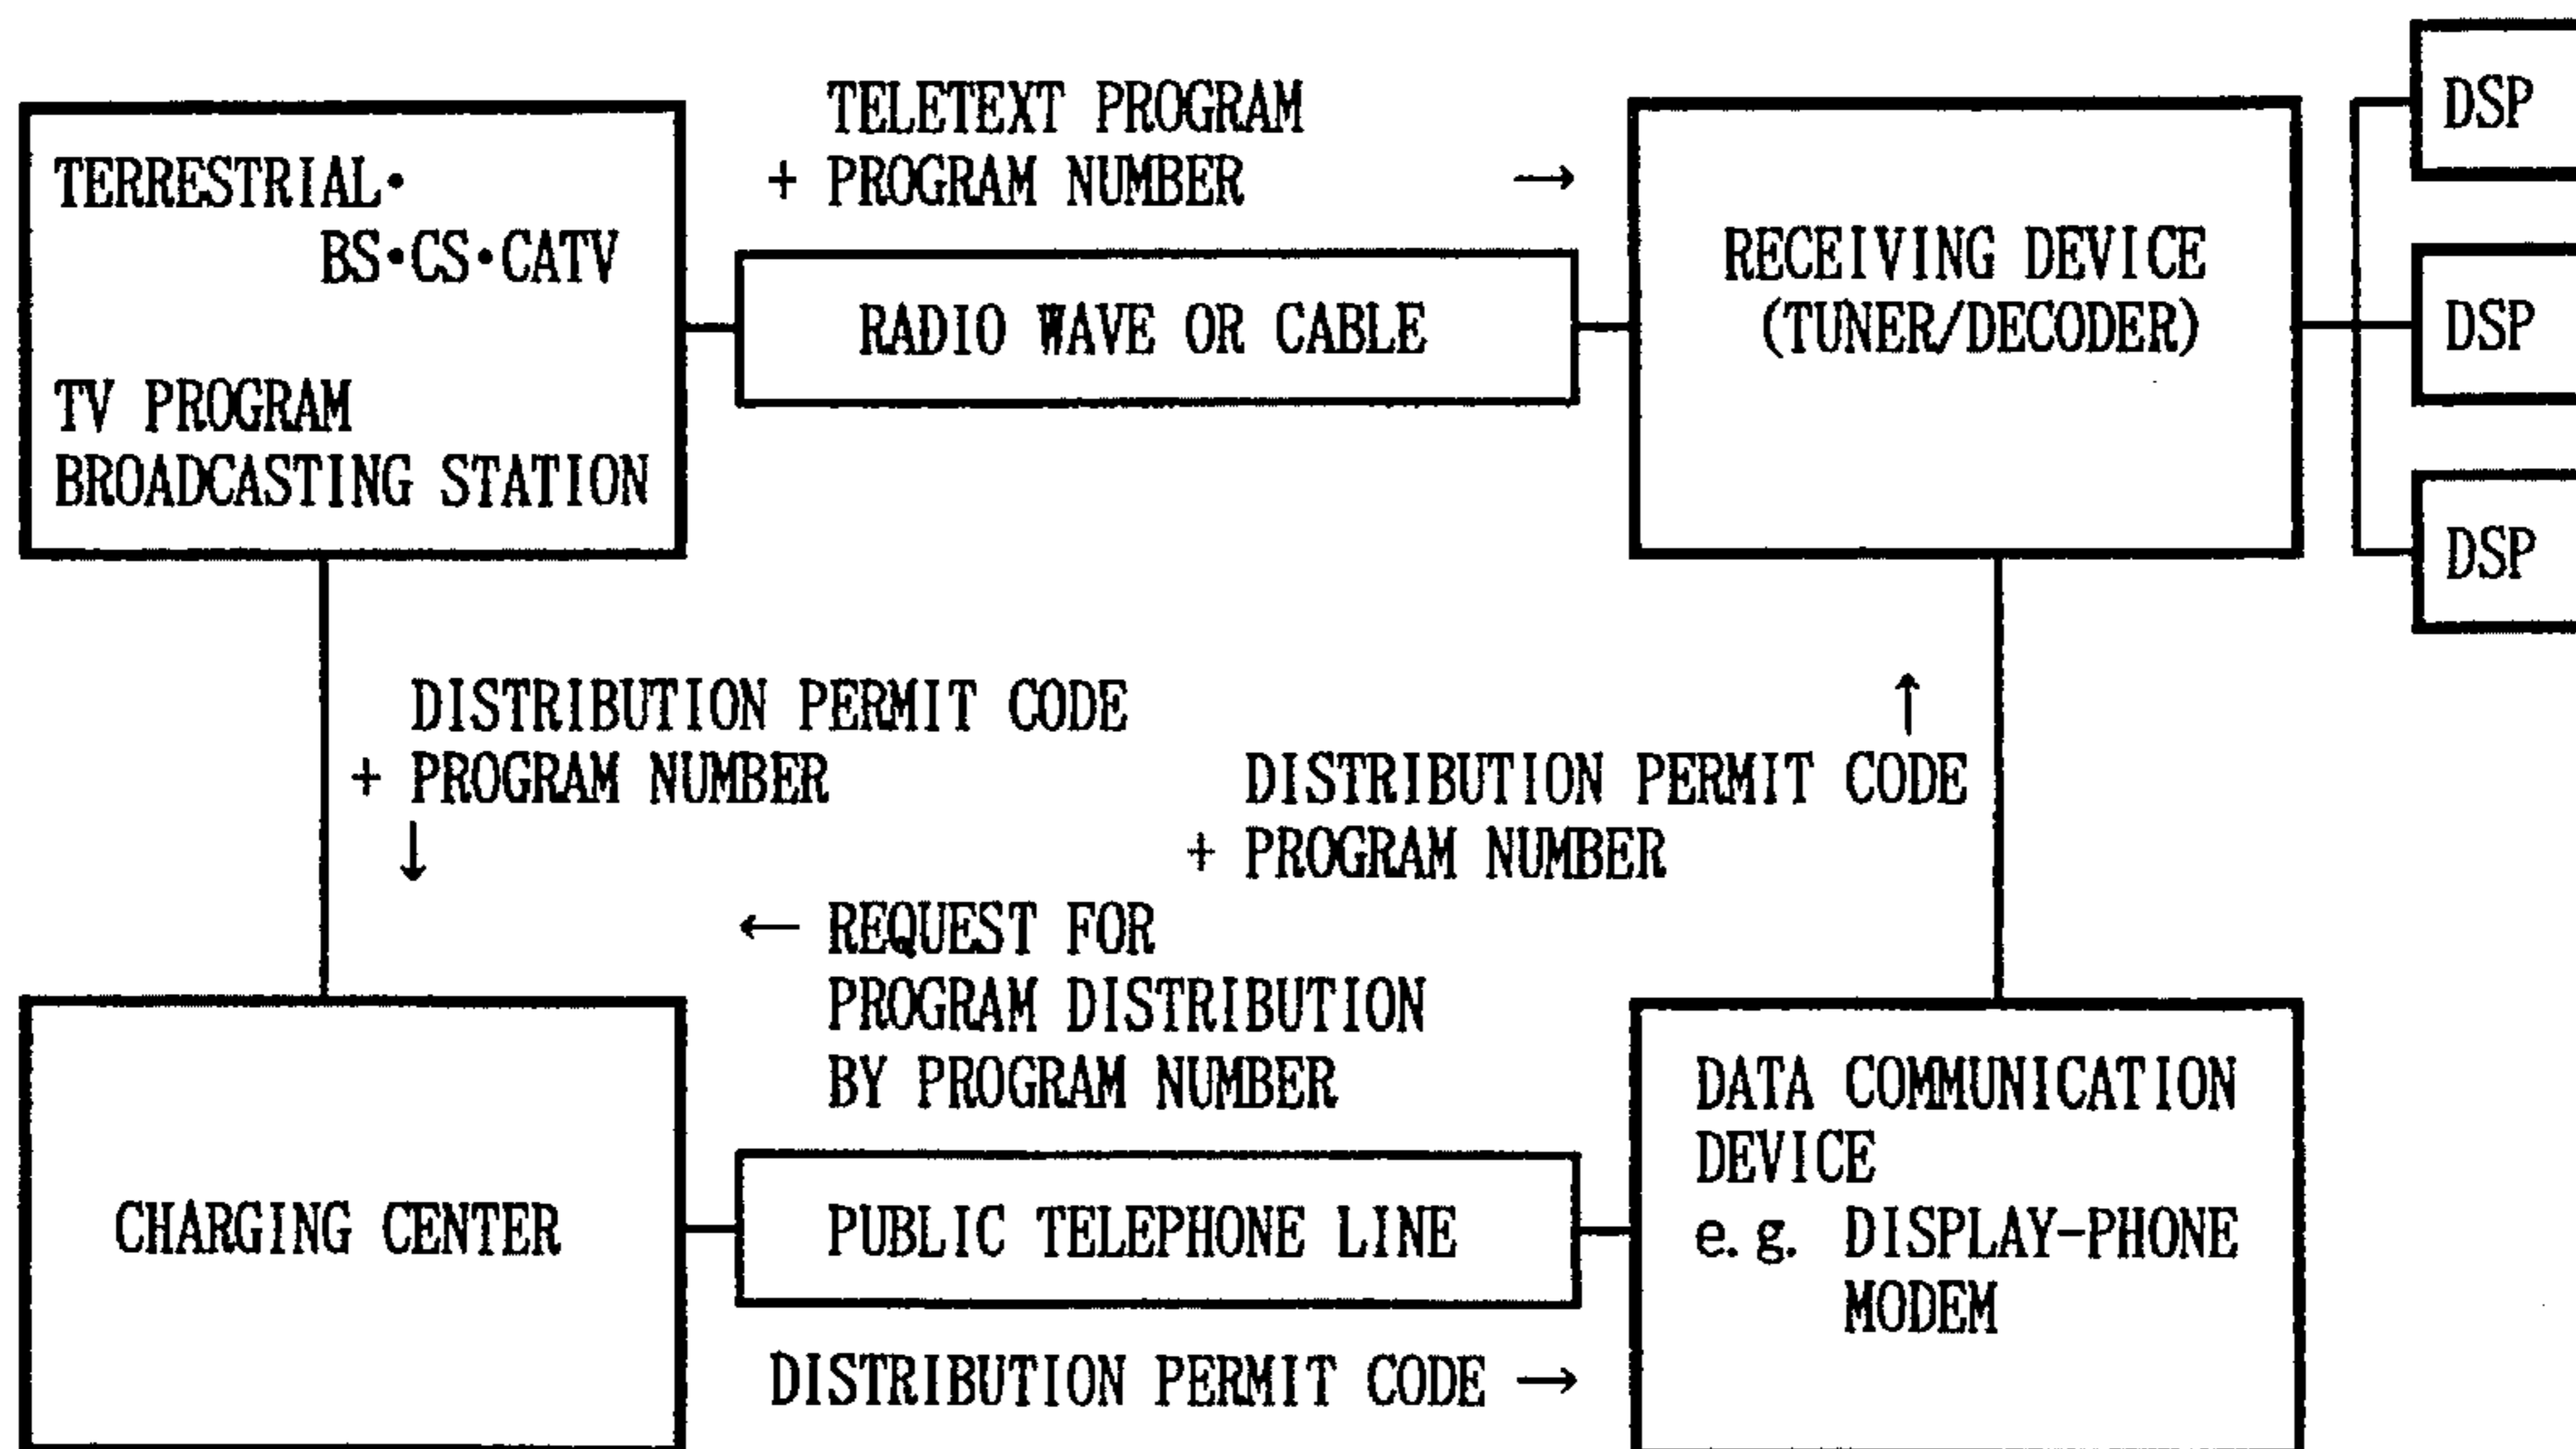 TERRESTRIAL•
BS•CS•CATV
TV PROGRAM
BROADCASTING STATION
TELETEXT PROGRAM
+ PROGRAM NUMBER →
RADIO WAVE OR CABLE
RECEIVING DEVICE
(TUNER/DECODER)
DSP
DSP
DSP
DISTRIBUTION PERMIT CODE
+ PROGRAM NUMBER
↓
↑
DISTRIBUTION PERMIT CODE
+ PROGRAM NUMBER
← REQUEST FOR
PROGRAM DISTRIBUTION
BY PROGRAM NUMBER
CHARGING CENTER
PUBLIC TELEPHONE LINE
DISTRIBUTION PERMIT CODE →
DATA COMMUNICATION
DEVICE
e.g. DISPLAY-PHONE
MODEM